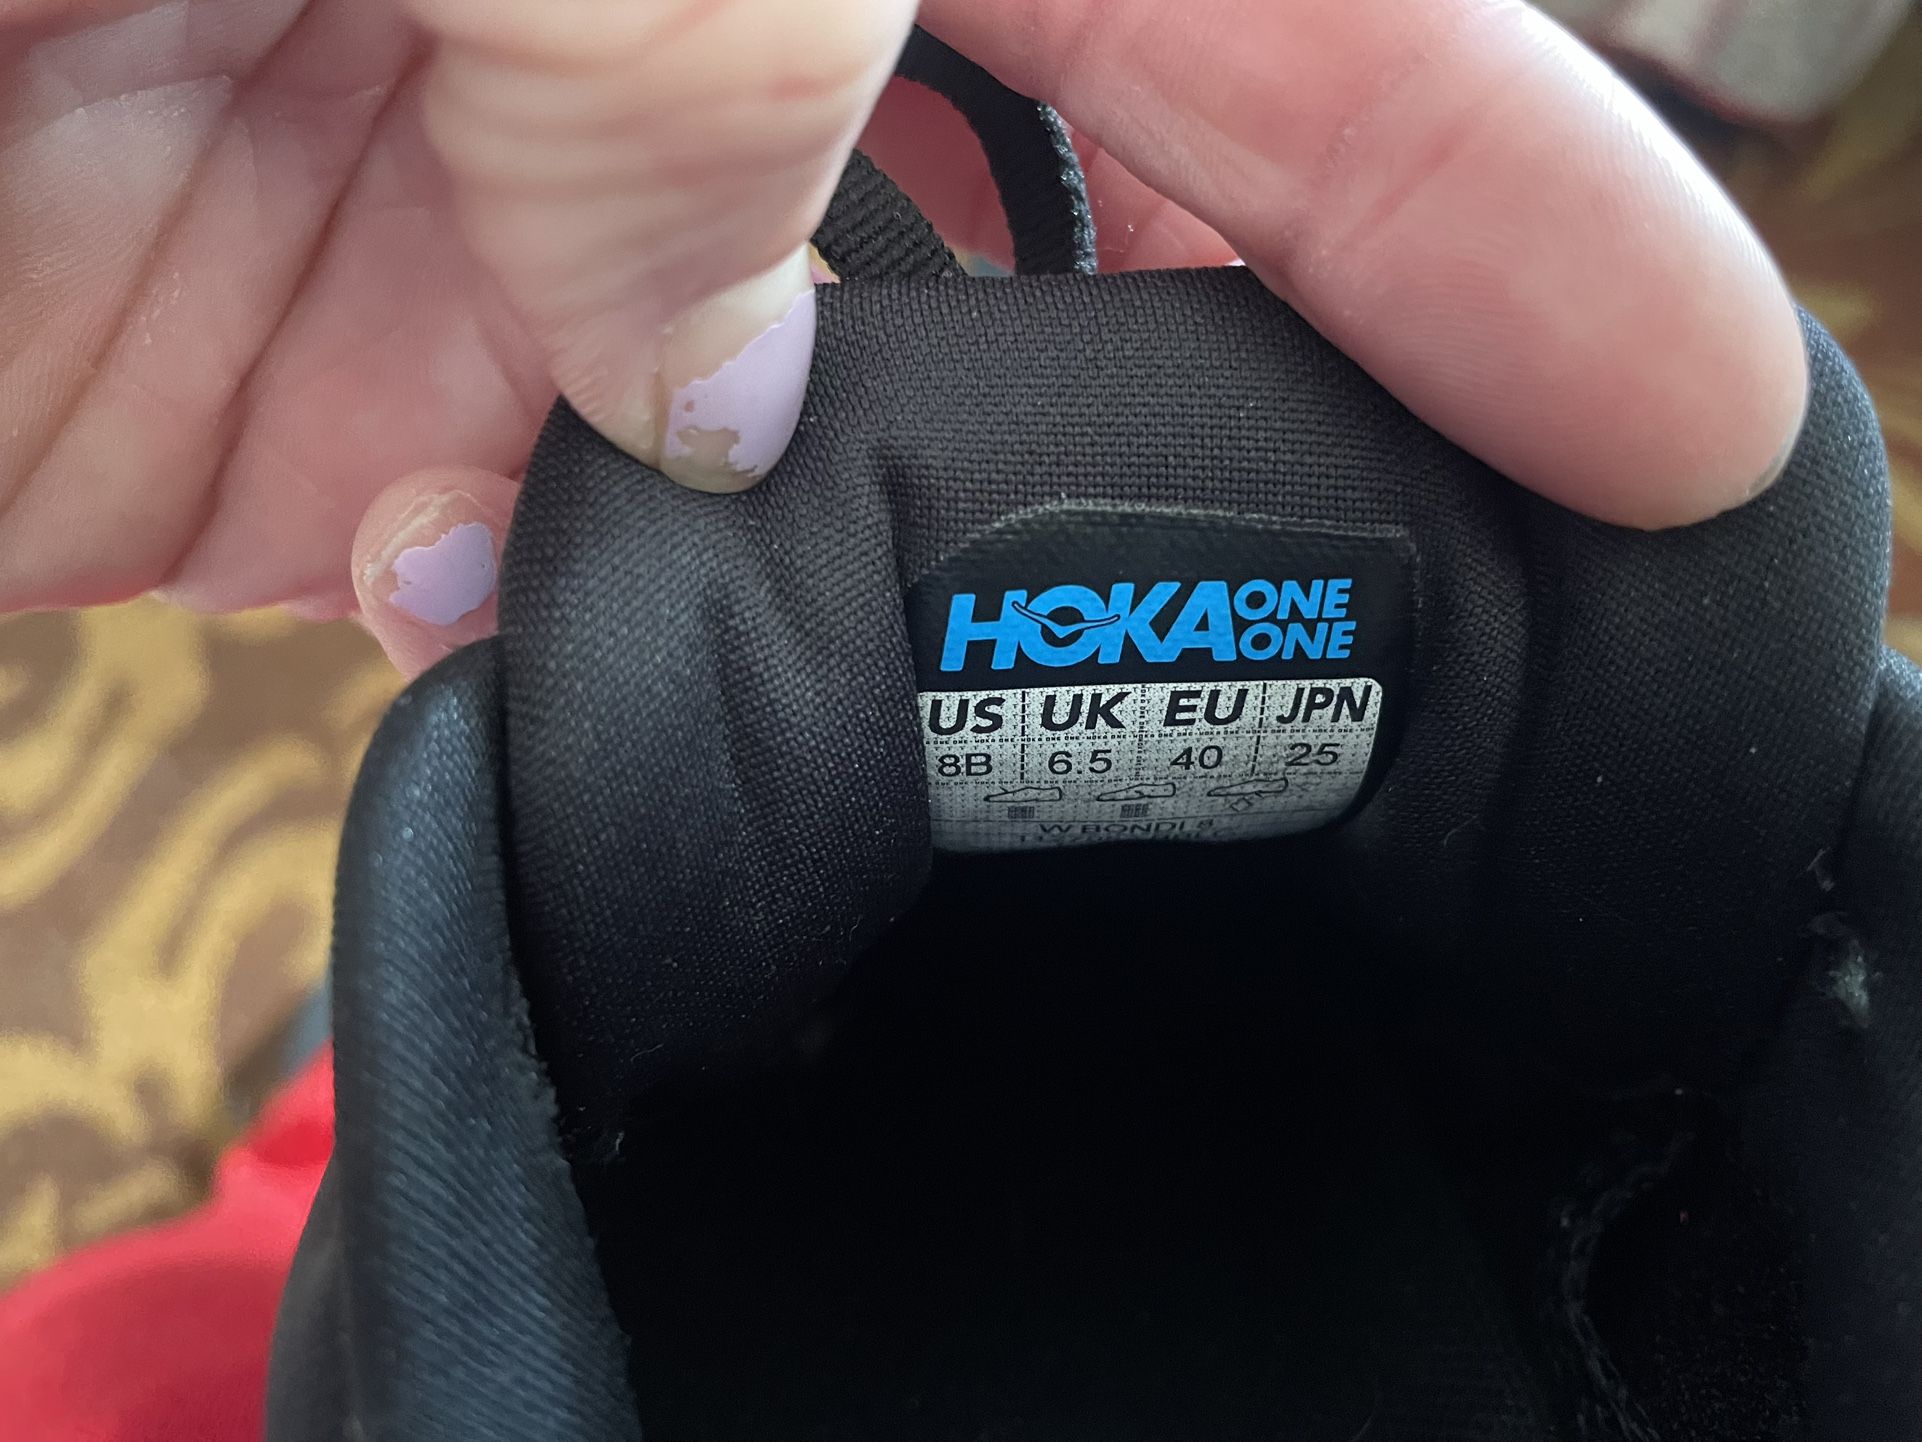 HOKA ONE ONE
US UK EU JPN
8B 6.5 40 25
W BONDI 8